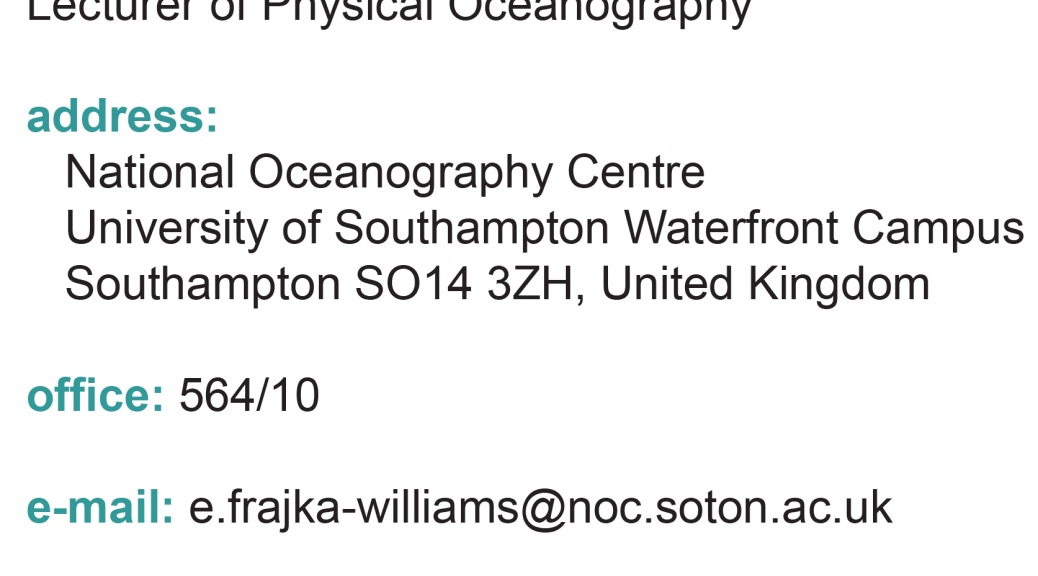 Lecturer of Physical Oceanography
address:
National Oceanography Centre
University of Southampton Waterfront Campus
Southampton SO14 3ZH, United Kingdom
office: 564/10
e-mail: e.frajka-williams@noc.soton.ac.uk